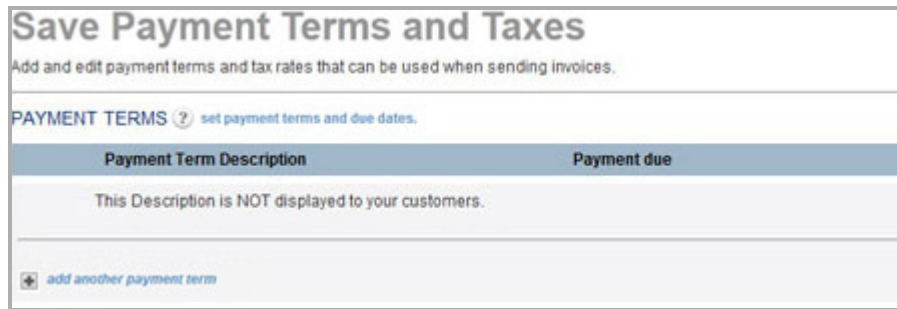 Save Payment Terms and Taxes
Add and edit payment terms and tax rates that can be used when sending invoices.
PAYMENT TERMS ? set payment terms and due dates.
Payment Term Description Payment due
This Description is NOT displayed to your customers.
+ add another payment term